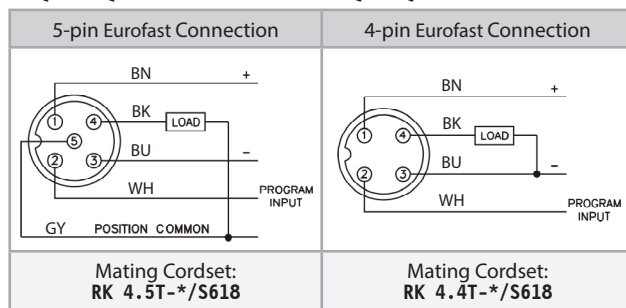 5-pin Eurofast Connection
BN
+
1
4
BK
LOAD
5
2
3
BU
–
WH
PROGRAM
INPUT
GY
POSITION COMMON
Mating Cordset:
RK 4.5T-*/S618
4-pin Eurofast Connection
BN
+
1
4
BK
LOAD
2
3
BU
–
WH
PROGRAM
INPUT
Mating Cordset:
RK 4.4T-*/S618